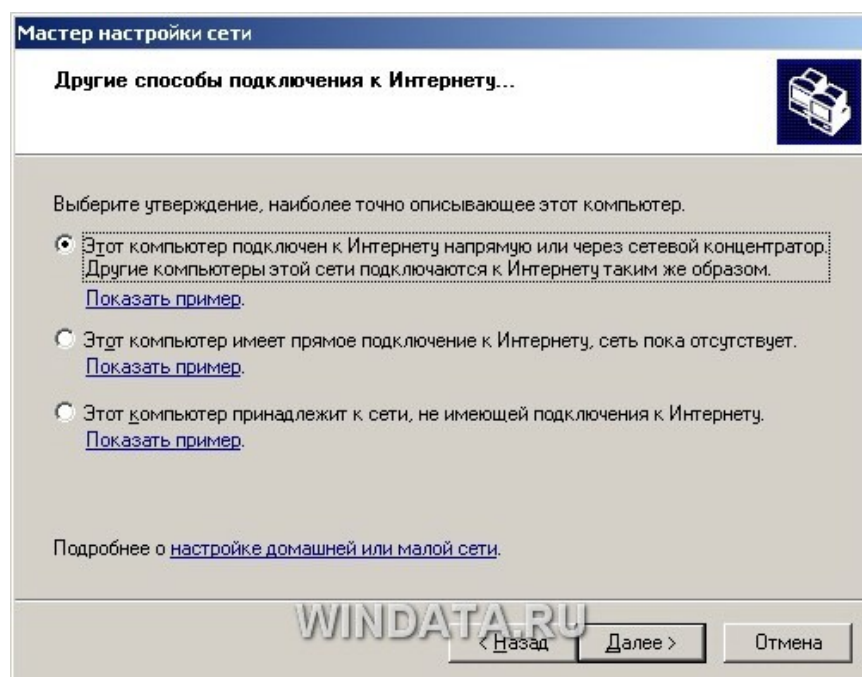 Мастер настройки сети
Другие способы подключения к Интернету...
Выберите утверждение, наиболее точно описывающее этот компьютер.
Этот компьютер подключен к Интернету напрямую или через сетевой концентратор.
Другие компьютеры этой сети подключаются к Интернету таким же образом.
Показать пример.
Этот компьютер имеет прямое подключение к Интернету, сеть пока отсутствует.
Показать пример.
Этот компьютер принадлежит к сети, не имеющей подключения к Интернету.
Показать пример.
Подробнее о настройке домашней или малой сети.
WINDATA.RU
< Назад Далее > Отмена